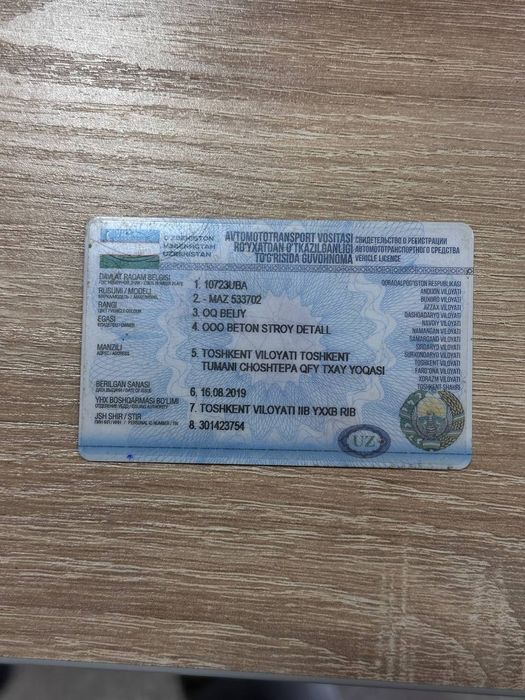 O'ZBEKISTON
УЗБЕКИСТАН
UZBEKISTAN
AVTOMOTOTRANSPORT VOSITASI
RO'YXATDAN O'TKAZILGANLIGI
TO'G'RISIDA GUVOHNOMA
СВИДЕТЕЛЬСТВО О РЕГИСТРАЦИИ
АВТОМОТОТРАНСПОРТНОГО СРЕДСТВА
VEHICLE LICENCE
DAVLAT RAQAM BELGISI
1. 10723UBA
RUSUMI / MODELI
2. - MAZ 533702
RANGI
3. OQ BELIY
EGASI
4. OOO BETON STROY DETALL
MANZILI
АДРЕС / ADDRESS
5. TOSHKENT VILOYATI TOSHKENT
TUMANI CHOSHTEPA QFY TXAY YOQASI
BERILGAN SANASI
6. 16.08.2019
YHX BOSHQARMASI BO'LIMI
7. TOSHKENT VILOYATI IIB YXXB RIB
JSH SHIR / STIR
8. 301423754
QORAQALPOG'ISTON RESPUBLIKASI
ANDIJON VILOYATI
BUXORO VILOYATI
JIZZAX VILOYATI
QASHQADARYO VILOYATI
NAVOIY VILOYATI
NAMANGAN VILOYATI
SAMARQAND VILOYATI
SIRDARYO VILOYATI
SURXONDARYO VILOYATI
TOSHKENT VILOYATI
FARG'ONA VILOYATI
XORAZM VILOYATI
TOSHKENT SHAHRI
UZ